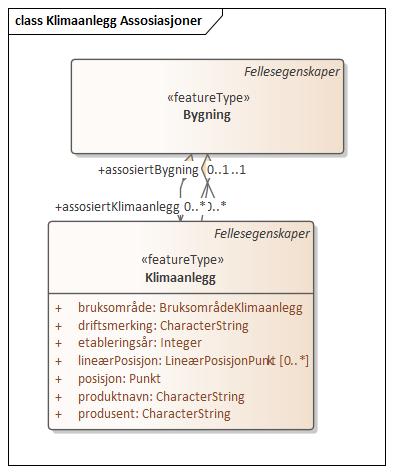 class Klimaanlegg Assosiasjoner
Fellesegenskaper
«featureType»
Bygning
+assosiertBygning 0..1 ..1
+assosiertKlimaanlegg 0..* 0..*
Fellesegenskaper
«featureType»
Klimaanlegg
+ bruksområde: BruksområdeKlimaanlegg
+ driftsmerking: CharacterString
+ etableringsår: Integer
+ lineærPosisjon: LineærPosisjonPunkt [0..*]
+ posisjon: Punkt
+ produktnavn: CharacterString
+ produsent: CharacterString